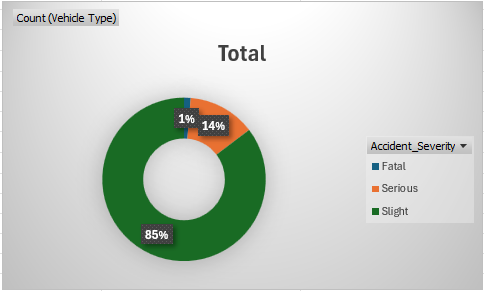 Count (Vehicle Type)
Total
1%
14%
85%
Accident_Severity
Fatal
Serious
Slight